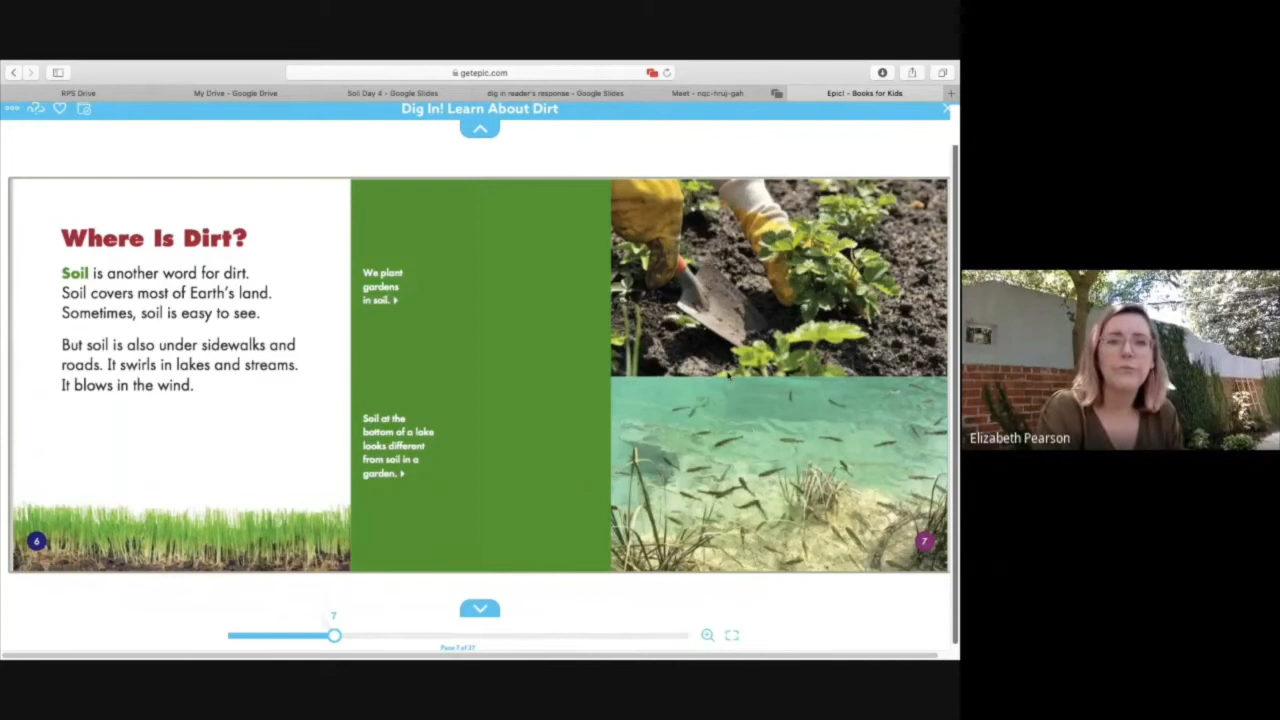 getepic.com
RPS Drive
My Drive - Google Drive
Soil Day 4 - Google Slides
dig in reader's response - Google Slides
Meet - nqc-hruj-gah
Epic! - Books for Kids
Dig In! Learn About Dirt
Where Is Dirt?
Soil is another word for dirt.
Soil covers most of Earth's land.
Sometimes, soil is easy to see.
But soil is also under sidewalks and
roads. It swirls in lakes and streams.
It blows in the wind.
6
We plant
gardens
in soil.
Soil at the
bottom of a lake
looks different
from soil in a
garden.
7
7
Page 7 of 37
Elizabeth Pearson